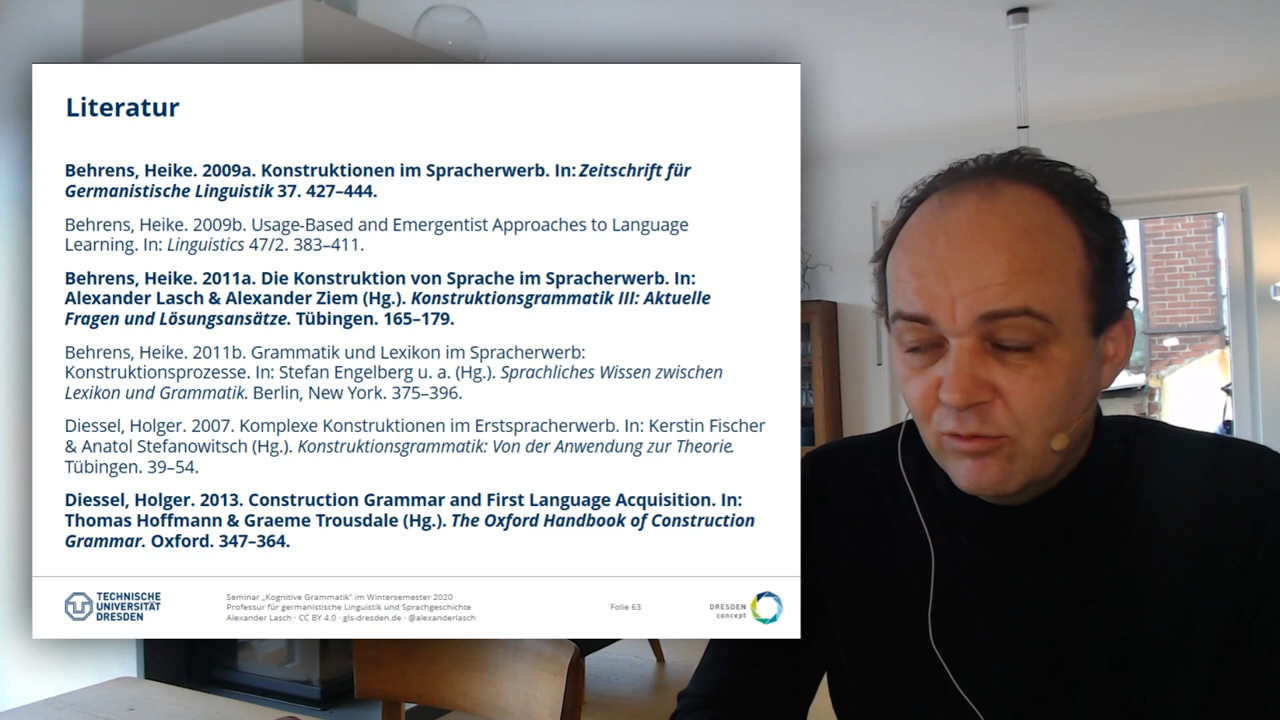 Literatur
Behrens, Heike. 2009a. Konstruktionen im Spracherwerb. In: Zeitschrift für
Germanistische Linguistik 37. 427–444.
Behrens, Heike. 2009b. Usage-Based and Emergentist Approaches to Language
Learning. In: Linguistics 47/2. 383–411.
Behrens, Heike. 2011a. Die Konstruktion von Sprache im Spracherwerb. In:
Alexander Lasch & Alexander Ziem (Hg.). Konstruktionsgrammatik III: Aktuelle
Fragen und Lösungsansätze. Tübingen. 165–179.
Behrens, Heike. 2011b. Grammatik und Lexikon im Spracherwerb:
Konstruktionsprozesse. In: Stefan Engelberg u. a. (Hg.). Sprachliches Wissen zwischen
Lexikon und Grammatik. Berlin, New York. 375–396.
Diessel, Holger. 2007. Komplexe Konstruktionen im Erstspracherwerb. In: Kerstin Fischer
& Anatol Stefanowitsch (Hg.). Konstruktionsgrammatik: Von der Anwendung zur Theorie.
Tübingen. 39–54.
Diessel, Holger. 2013. Construction Grammar and First Language Acquisition. In:
Thomas Hoffmann & Graeme Trousdale (Hg.). The Oxford Handbook of Construction
Grammar. Oxford. 347–364.
TECHNISCHE
UNIVERSITÄT
DRESDEN
Seminar „Kognitive Grammatik" im Wintersemester 2020
Professur für germanistische Linguistik und Sprachgeschichte
Alexander Lasch · CC BY 4.0 · gls-dresden.de · @alexanderlasch
Folie 63
DRESDEN
concept